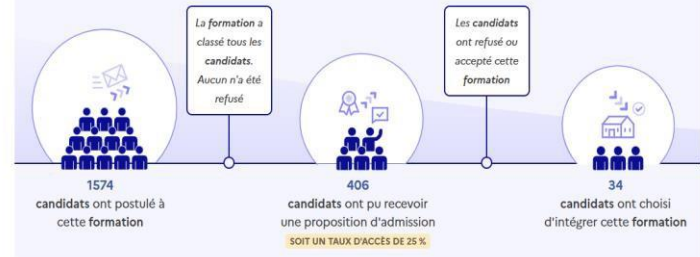 La formation a
classé tous les
candidats.
Aucun n'a été
refusé
Les candidats
ont refusé ou
accepté cette
formation
1574
candidats ont postulé à
cette formation
406
candidats ont pu recevoir
une proposition d'admission
SOIT UN TAUX D'ACCÈS DE 25 %
34
candidats ont choisi
d'intégrer cette formation